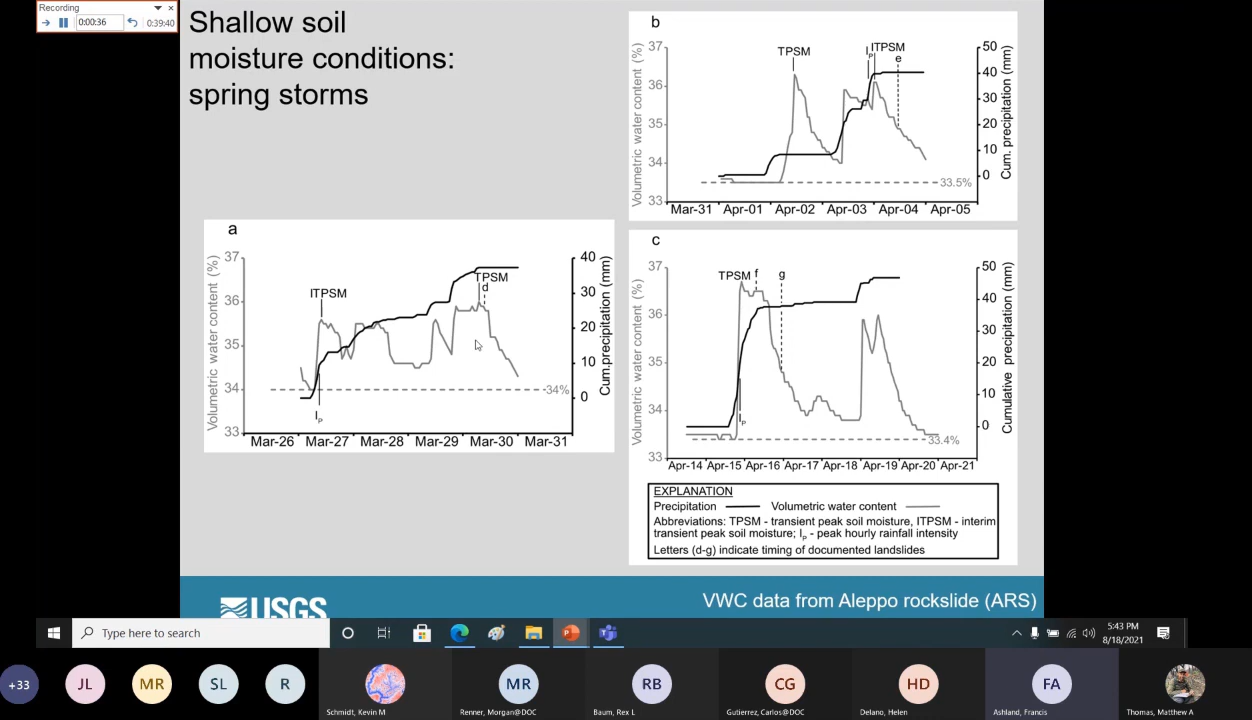 Recording
0:00:36
0:39:40
Shallow soil
moisture conditions:
spring storms
a
Volumetric water content (%)
37
36
35
34
33
ITPSM
TPSM
d
34%
Ip
Mar-26 Mar-27 Mar-28 Mar-29 Mar-30 Mar-31
40
30
20
10
0
Cum.precipitation (mm)
b
Volumetric water content (%)
37
36
35
34
33
TPSM
Ip
ITPSM
e
33.5%
Mar-31 Apr-01 Apr-02 Apr-03 Apr-04 Apr-05
50
40
30
20
10
0
Cum. precipitation (mm)
c
Volumetric water content (%)
37
36
35
34
33
TPSM f g
Ip
33.4%
Apr-14 Apr-15 Apr-16 Apr-17 Apr-18 Apr-19 Apr-20 Apr-21
50
40
30
20
10
0
Cumulative precipitation (mm)
EXPLANATION
Precipitation Volumetric water content
Abbreviations: TPSM - transient peak soil moisture, ITPSM - interim
transient peak soil moisture; Ip - peak hourly rainfall intensity
Letters (d-g) indicate timing of documented landslides
USGS
VWC data from Aleppo rockslide (ARS)
Type here to search
5:43 PM
8/18/2021
+33
JL
MR
SL
R
Schmidt, Kevin M
MR
Renner, Morgan@DOC
RB
Baum, Rex L
CG
Gutierrez, Carlos@DOC
HD
Delano, Helen
FA
Ashland, Francis
Thomas, Matthew A